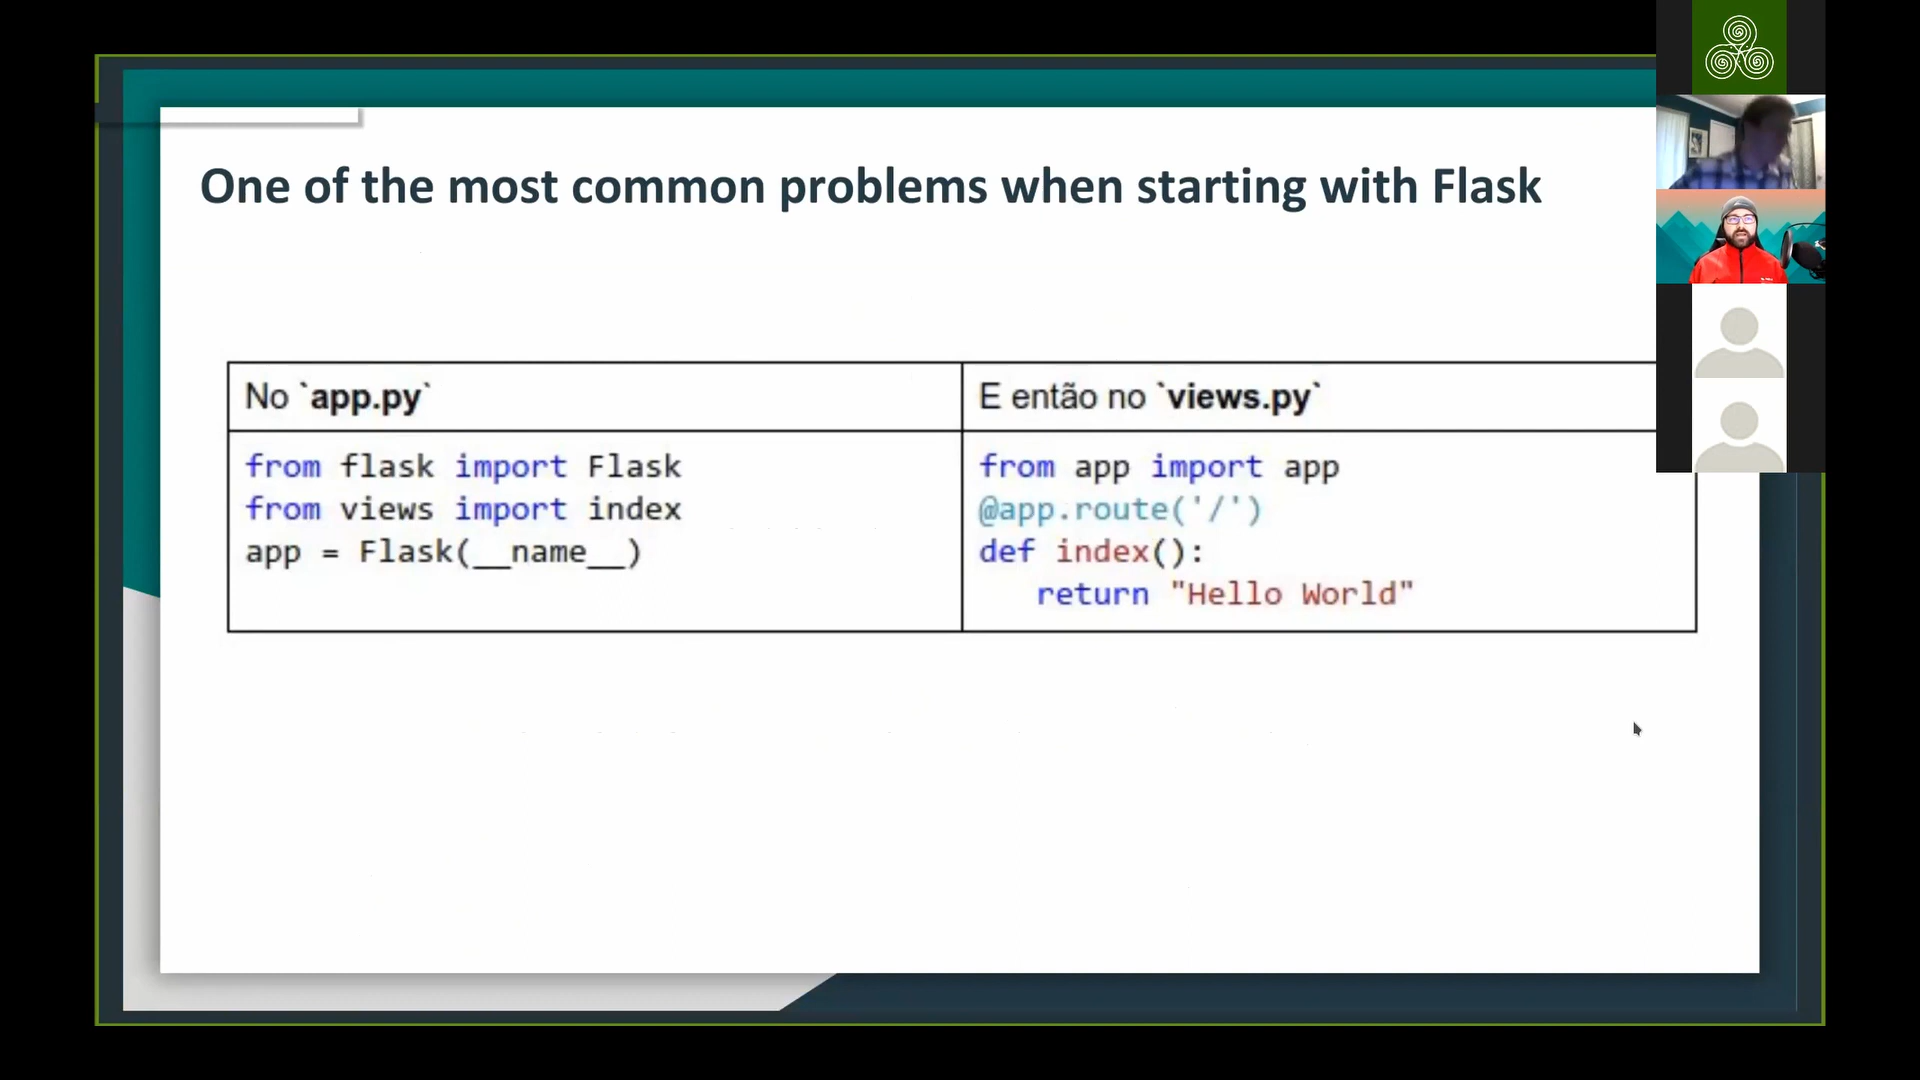 One of the most common problems when starting with Flask
No `app.py`
from flask import Flask
from views import index
app = Flask(__name__)
E então no `views.py`
from app import app
@app.route('/')
def index():
return "Hello World"